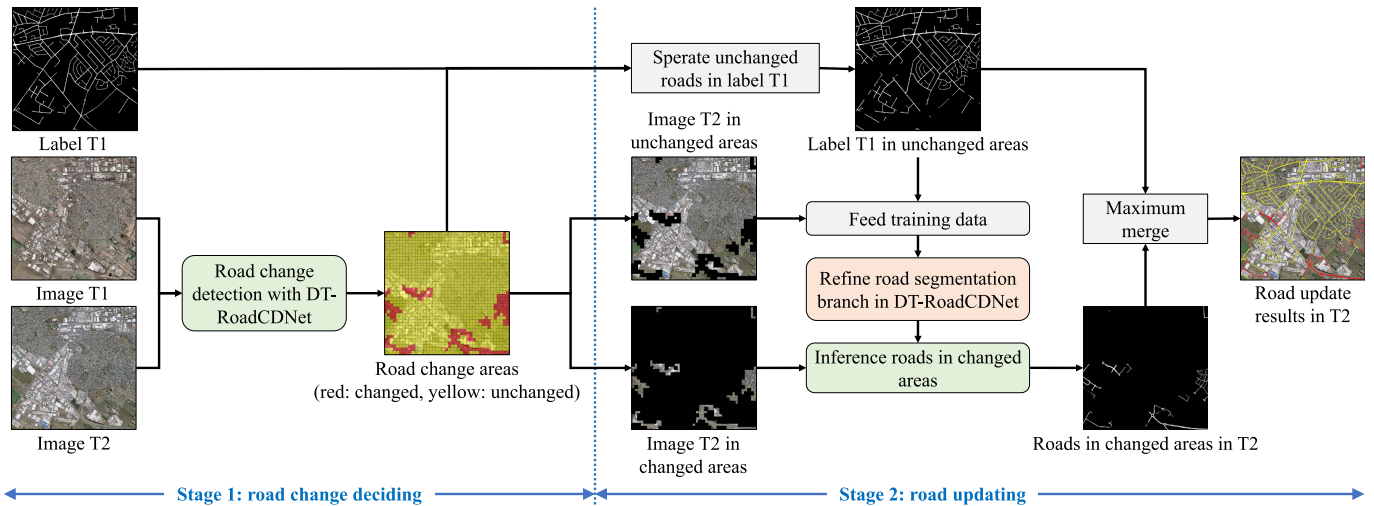 Label T1
Image T1
Image T2
Road change
detection with DT-
RoadCDNet
Road change areas
(red: changed, yellow: unchanged)
Sperate unchanged
roads in label T1
Label T1 in unchanged areas
Image T2 in
unchanged areas
Feed training data
Refine road segmentation
branch in DT-RoadCDNet
Inference roads in changed
areas
Image T2 in
changed areas
Roads in changed areas in T2
Maximum
merge
Road update
results in T2
Stage 1: road change deciding
Stage 2: road updating